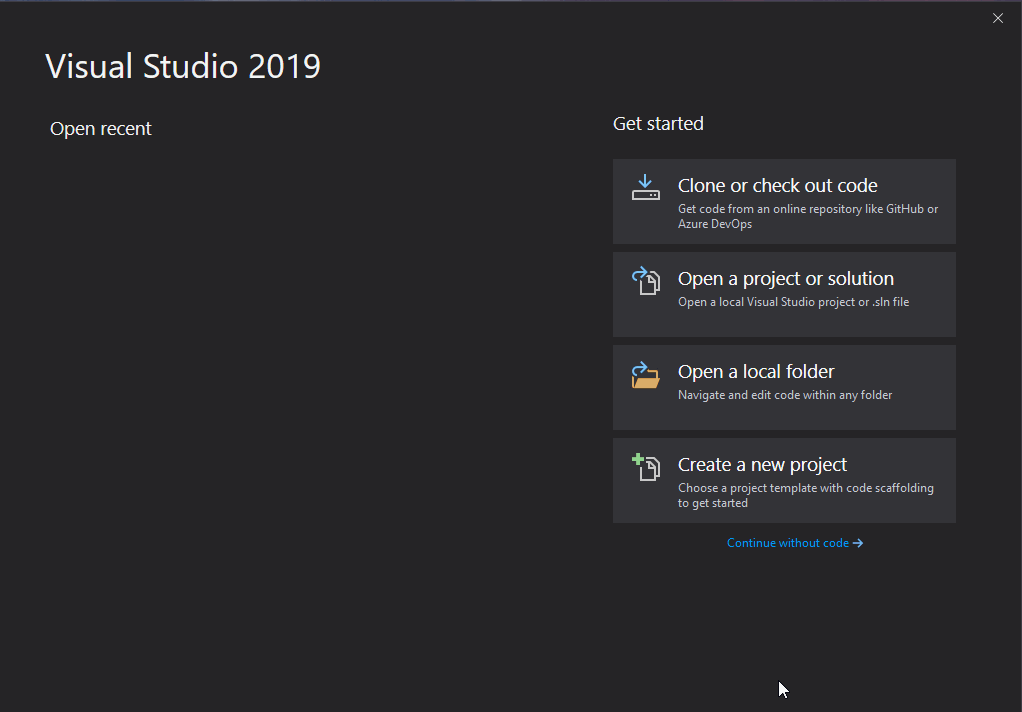 Visual Studio 2019
Open recent
Get started
Clone or check out code
Get code from an online repository like GitHub or
Azure DevOps
Open a project or solution
Open a local Visual Studio project or .sln file
Open a local folder
Navigate and edit code within any folder
Create a new project
Choose a project template with code scaffolding
to get started
Continue without code